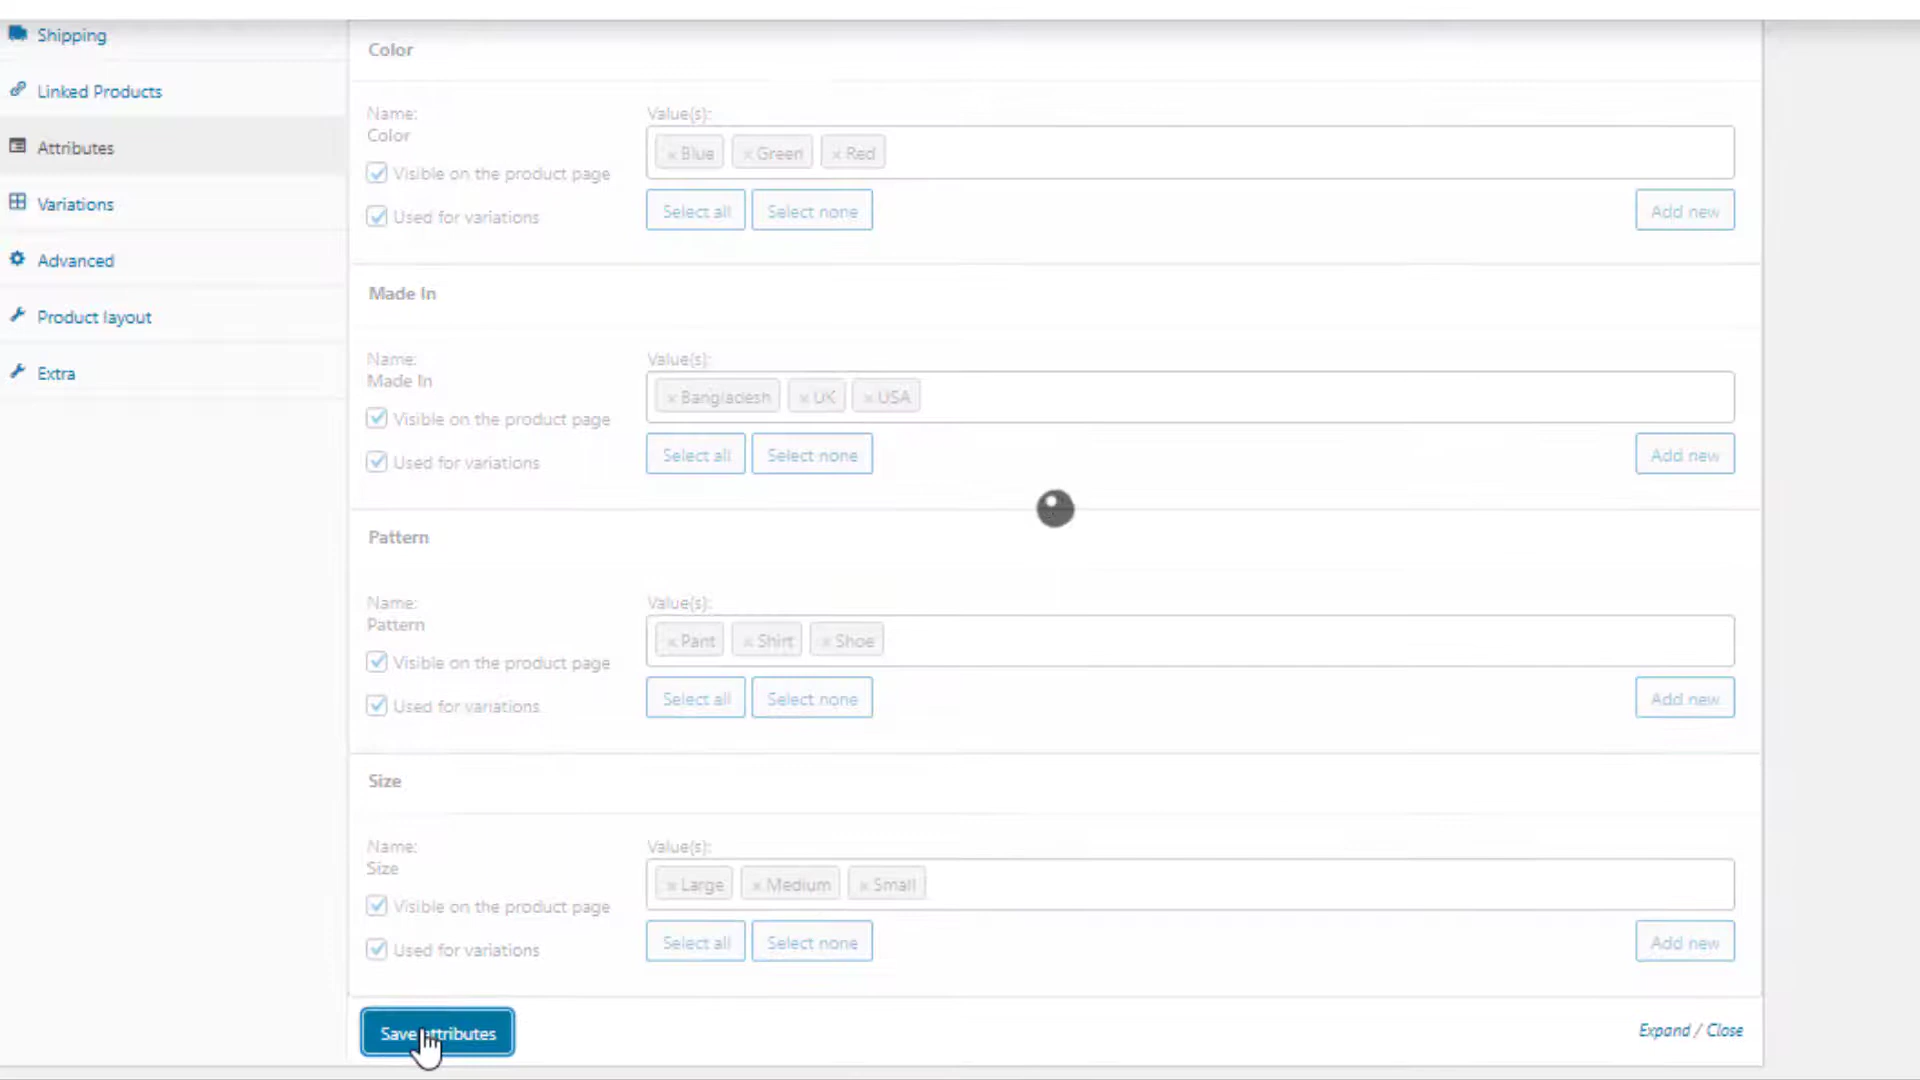 Shipping
Linked Products
Attributes
Variations
Advanced
Product layout
Extra
Color
Name:
Color
Visible on the product page
Used for variations
Value(s):
× Blue × Green × Red
Select all Select none Add new
Made In
Name:
Made In
Visible on the product page
Used for variations
Value(s):
× Bangladesh × UK × USA
Select all Select none Add new
Pattern
Name:
Pattern
Visible on the product page
Used for variations
Value(s):
× Pant × Shirt × Shoe
Select all Select none Add new
Size
Name:
Size
Visible on the product page
Used for variations
Value(s):
× Large × Medium × Small
Select all Select none Add new
Save attributes Expand / Close